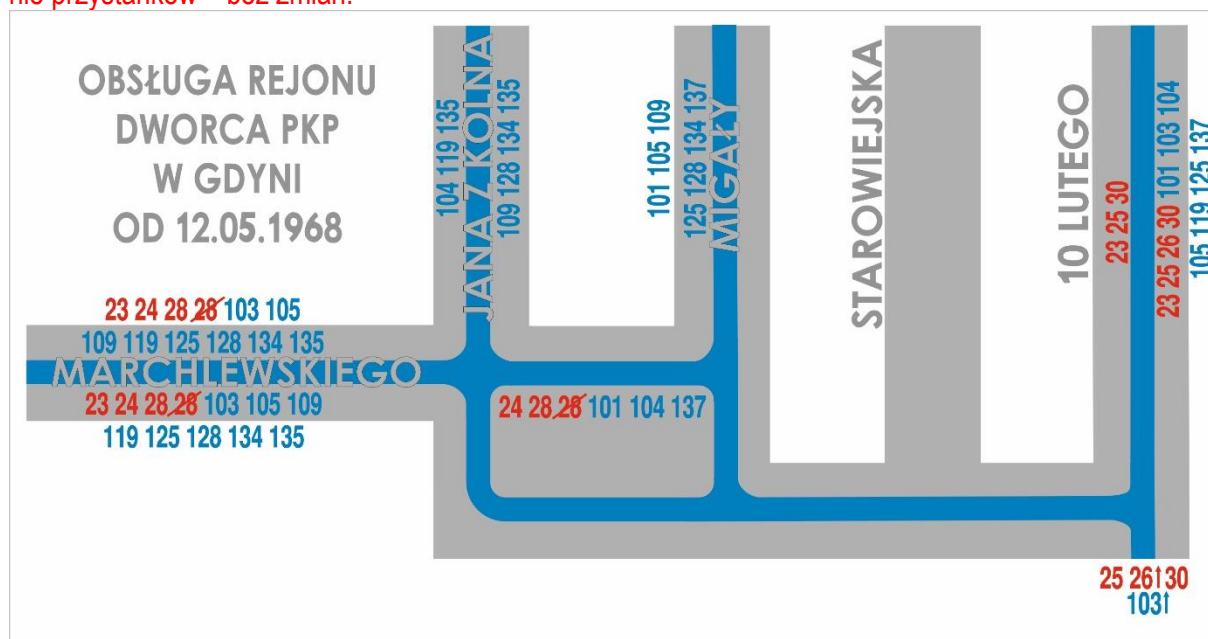 nie przystanków – bez zmian.
OBSŁUGA REJONU
DWORCA PKP
W GDYNI
OD 12.05.1968
104 119 135
JANA Z KOLNA
109 128 134 135
101 105 109
125 128 134 137
MIGAŁY
STAROWIEJSKA
10 LUTEGO
23 25 30
23 25 26 30 101 103 104
105 119 125 137
23 24 28 28 103 105
109 119 125 128 134 135
MARCHLEWSKIEGO
23 24 28 28 103 105 109
119 125 128 134 135
24 28 28 101 104 137
25 26↑30
103↑